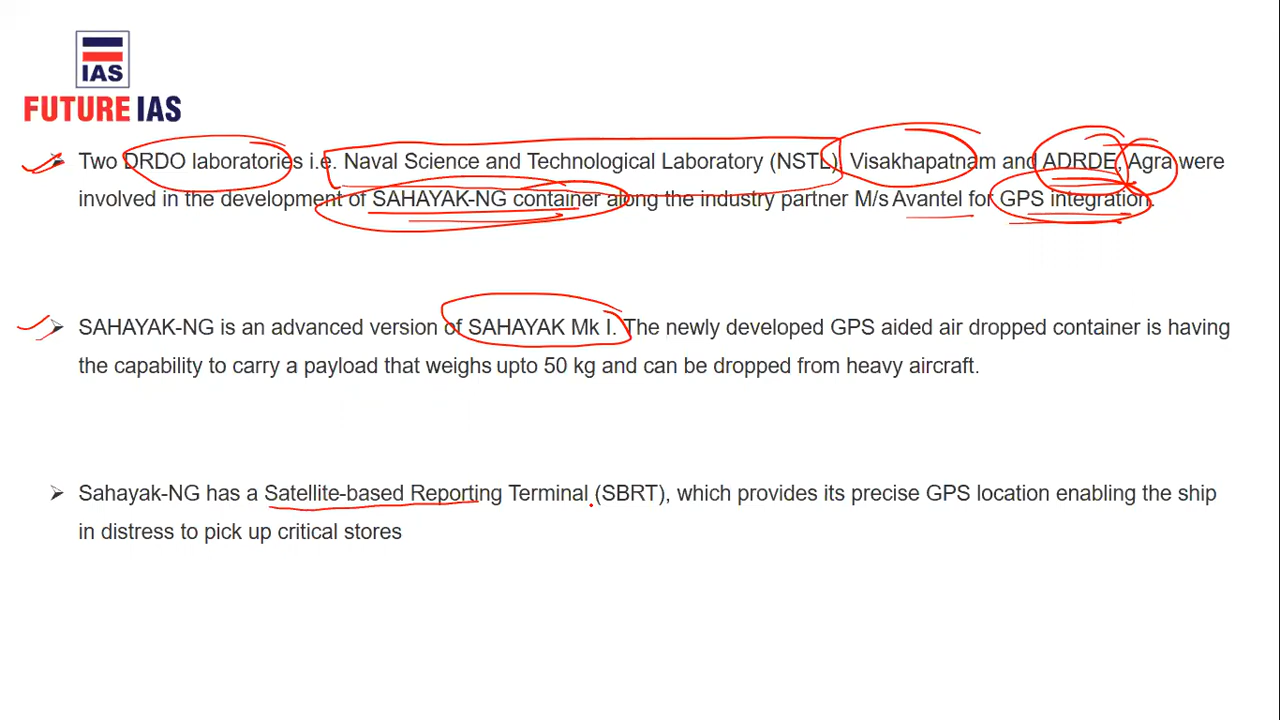 IAS
FUTURE IAS
➢ Two DRDO laboratories i.e. Naval Science and Technological Laboratory (NSTL), Visakhapatnam and ADRDE, Agra were
involved in the development of SAHAYAK-NG container along the industry partner M/s Avantel for GPS integration.
➢ SAHAYAK-NG is an advanced version of SAHAYAK Mk I. The newly developed GPS aided air dropped container is having
the capability to carry a payload that weighs upto 50 kg and can be dropped from heavy aircraft.
➢ Sahayak-NG has a Satellite-based Reporting Terminal (SBRT), which provides its precise GPS location enabling the ship
in distress to pick up critical stores